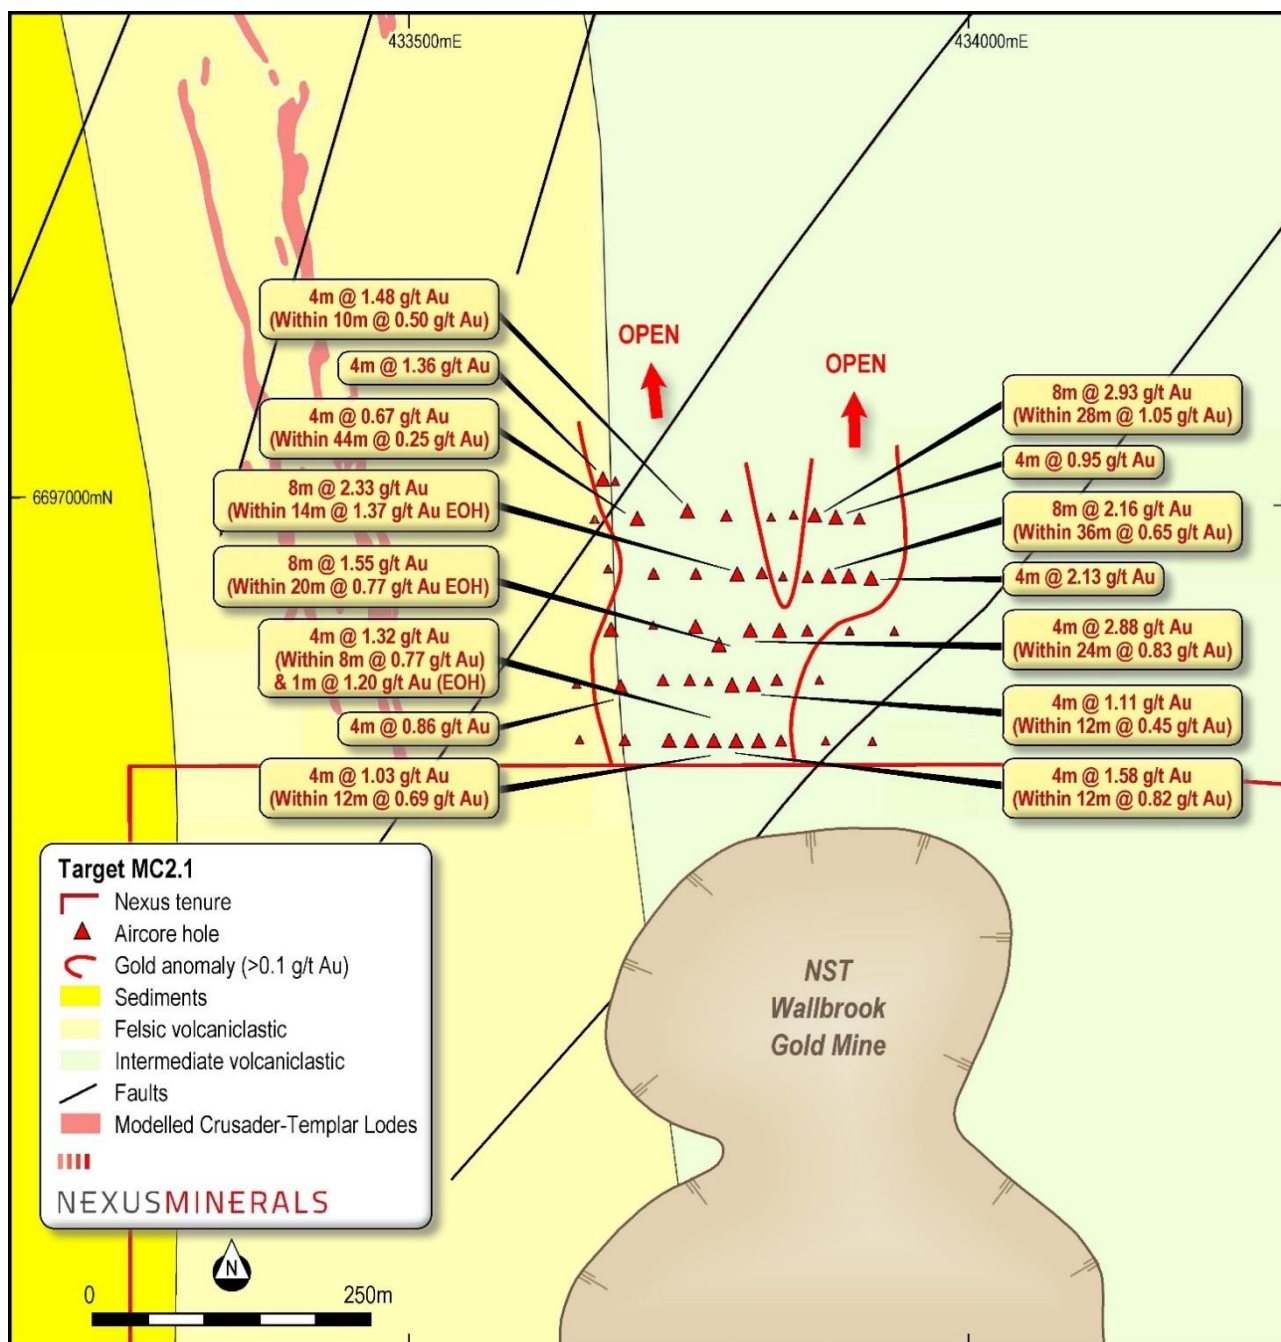 433500mE
434000mE
6697000mN
OPEN
OPEN
4m @ 1.48 g/t Au
(Within 10m @ 0.50 g/t Au)
4m @ 1.36 g/t Au
4m @ 0.67 g/t Au
(Within 44m @ 0.25 g/t Au)
8m @ 2.33 g/t Au
(Within 14m @ 1.37 g/t Au EOH)
8m @ 1.55 g/t Au
(Within 20m @ 0.77 g/t Au EOH)
4m @ 1.32 g/t Au
(Within 8m @ 0.77 g/t Au)
& 1m @ 1.20 g/t Au (EOH)
4m @ 0.86 g/t Au
4m @ 1.03 g/t Au
(Within 12m @ 0.69 g/t Au)
8m @ 2.93 g/t Au
(Within 28m @ 1.05 g/t Au)
4m @ 0.95 g/t Au
8m @ 2.16 g/t Au
(Within 36m @ 0.65 g/t Au)
4m @ 2.13 g/t Au
4m @ 2.88 g/t Au
(Within 24m @ 0.83 g/t Au)
4m @ 1.11 g/t Au
(Within 12m @ 0.45 g/t Au)
4m @ 1.58 g/t Au
(Within 12m @ 0.82 g/t Au)
NST
Wallbrook
Gold Mine
Target MC2.1
Nexus tenure
Aircore hole
Gold anomaly (>0.1 g/t Au)
Sediments
Felsic volcaniclastic
Intermediate volcaniclastic
Faults
Modelled Crusader-Templar Lodes
NEXUSMINERALS
N
0 250m